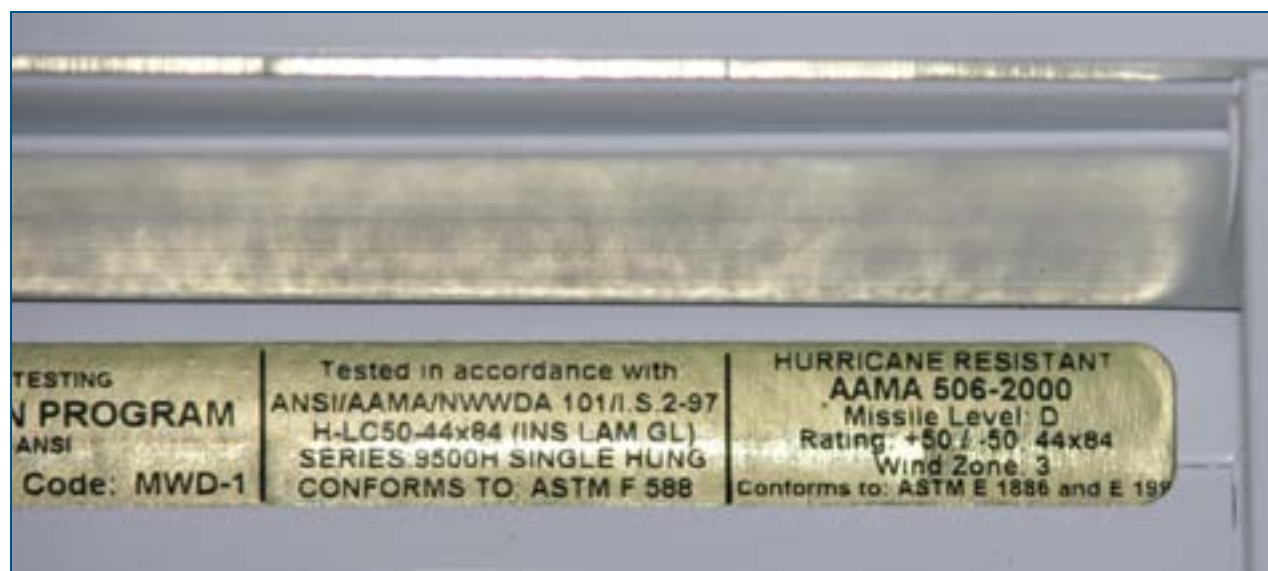 TESTING
N PROGRAM
ANSI
Code: MWD-1
Tested in accordance with
ANSI/AAMA/NWWDA 101/I.S.2-97
H-LC50-44x84 (INS LAM GL)
SERIES 9500H SINGLE HUNG
CONFORMS TO: ASTM F 588
HURRICANE RESISTANT
AAMA 506-2000
Missile Level: D
Rating: +50 / -50, 44x84
Wind Zone: 3
Conforms to: ASTM E 1886 and E